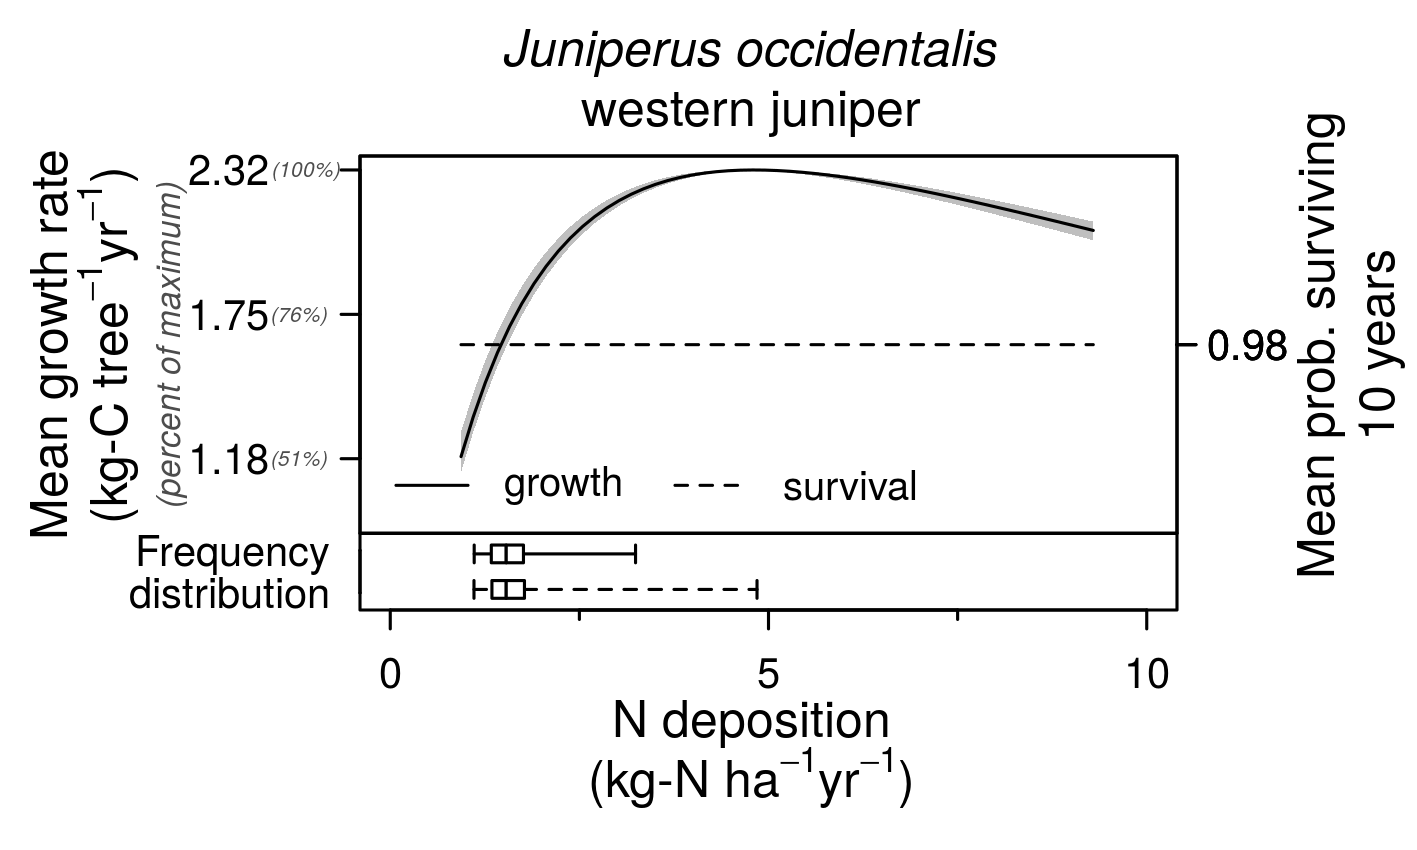 Juniperus occidentalis
western juniper
Mean growth rate
(kg-C tree⁻¹yr⁻¹)
(percent of maximum)
2.32 (100%)
1.75 (76%)
1.18 (51%)
growth
survival
0.98
Mean prob. surviving
10 years
Frequency
distribution
0 5 10
N deposition
(kg-N ha⁻¹yr⁻¹)